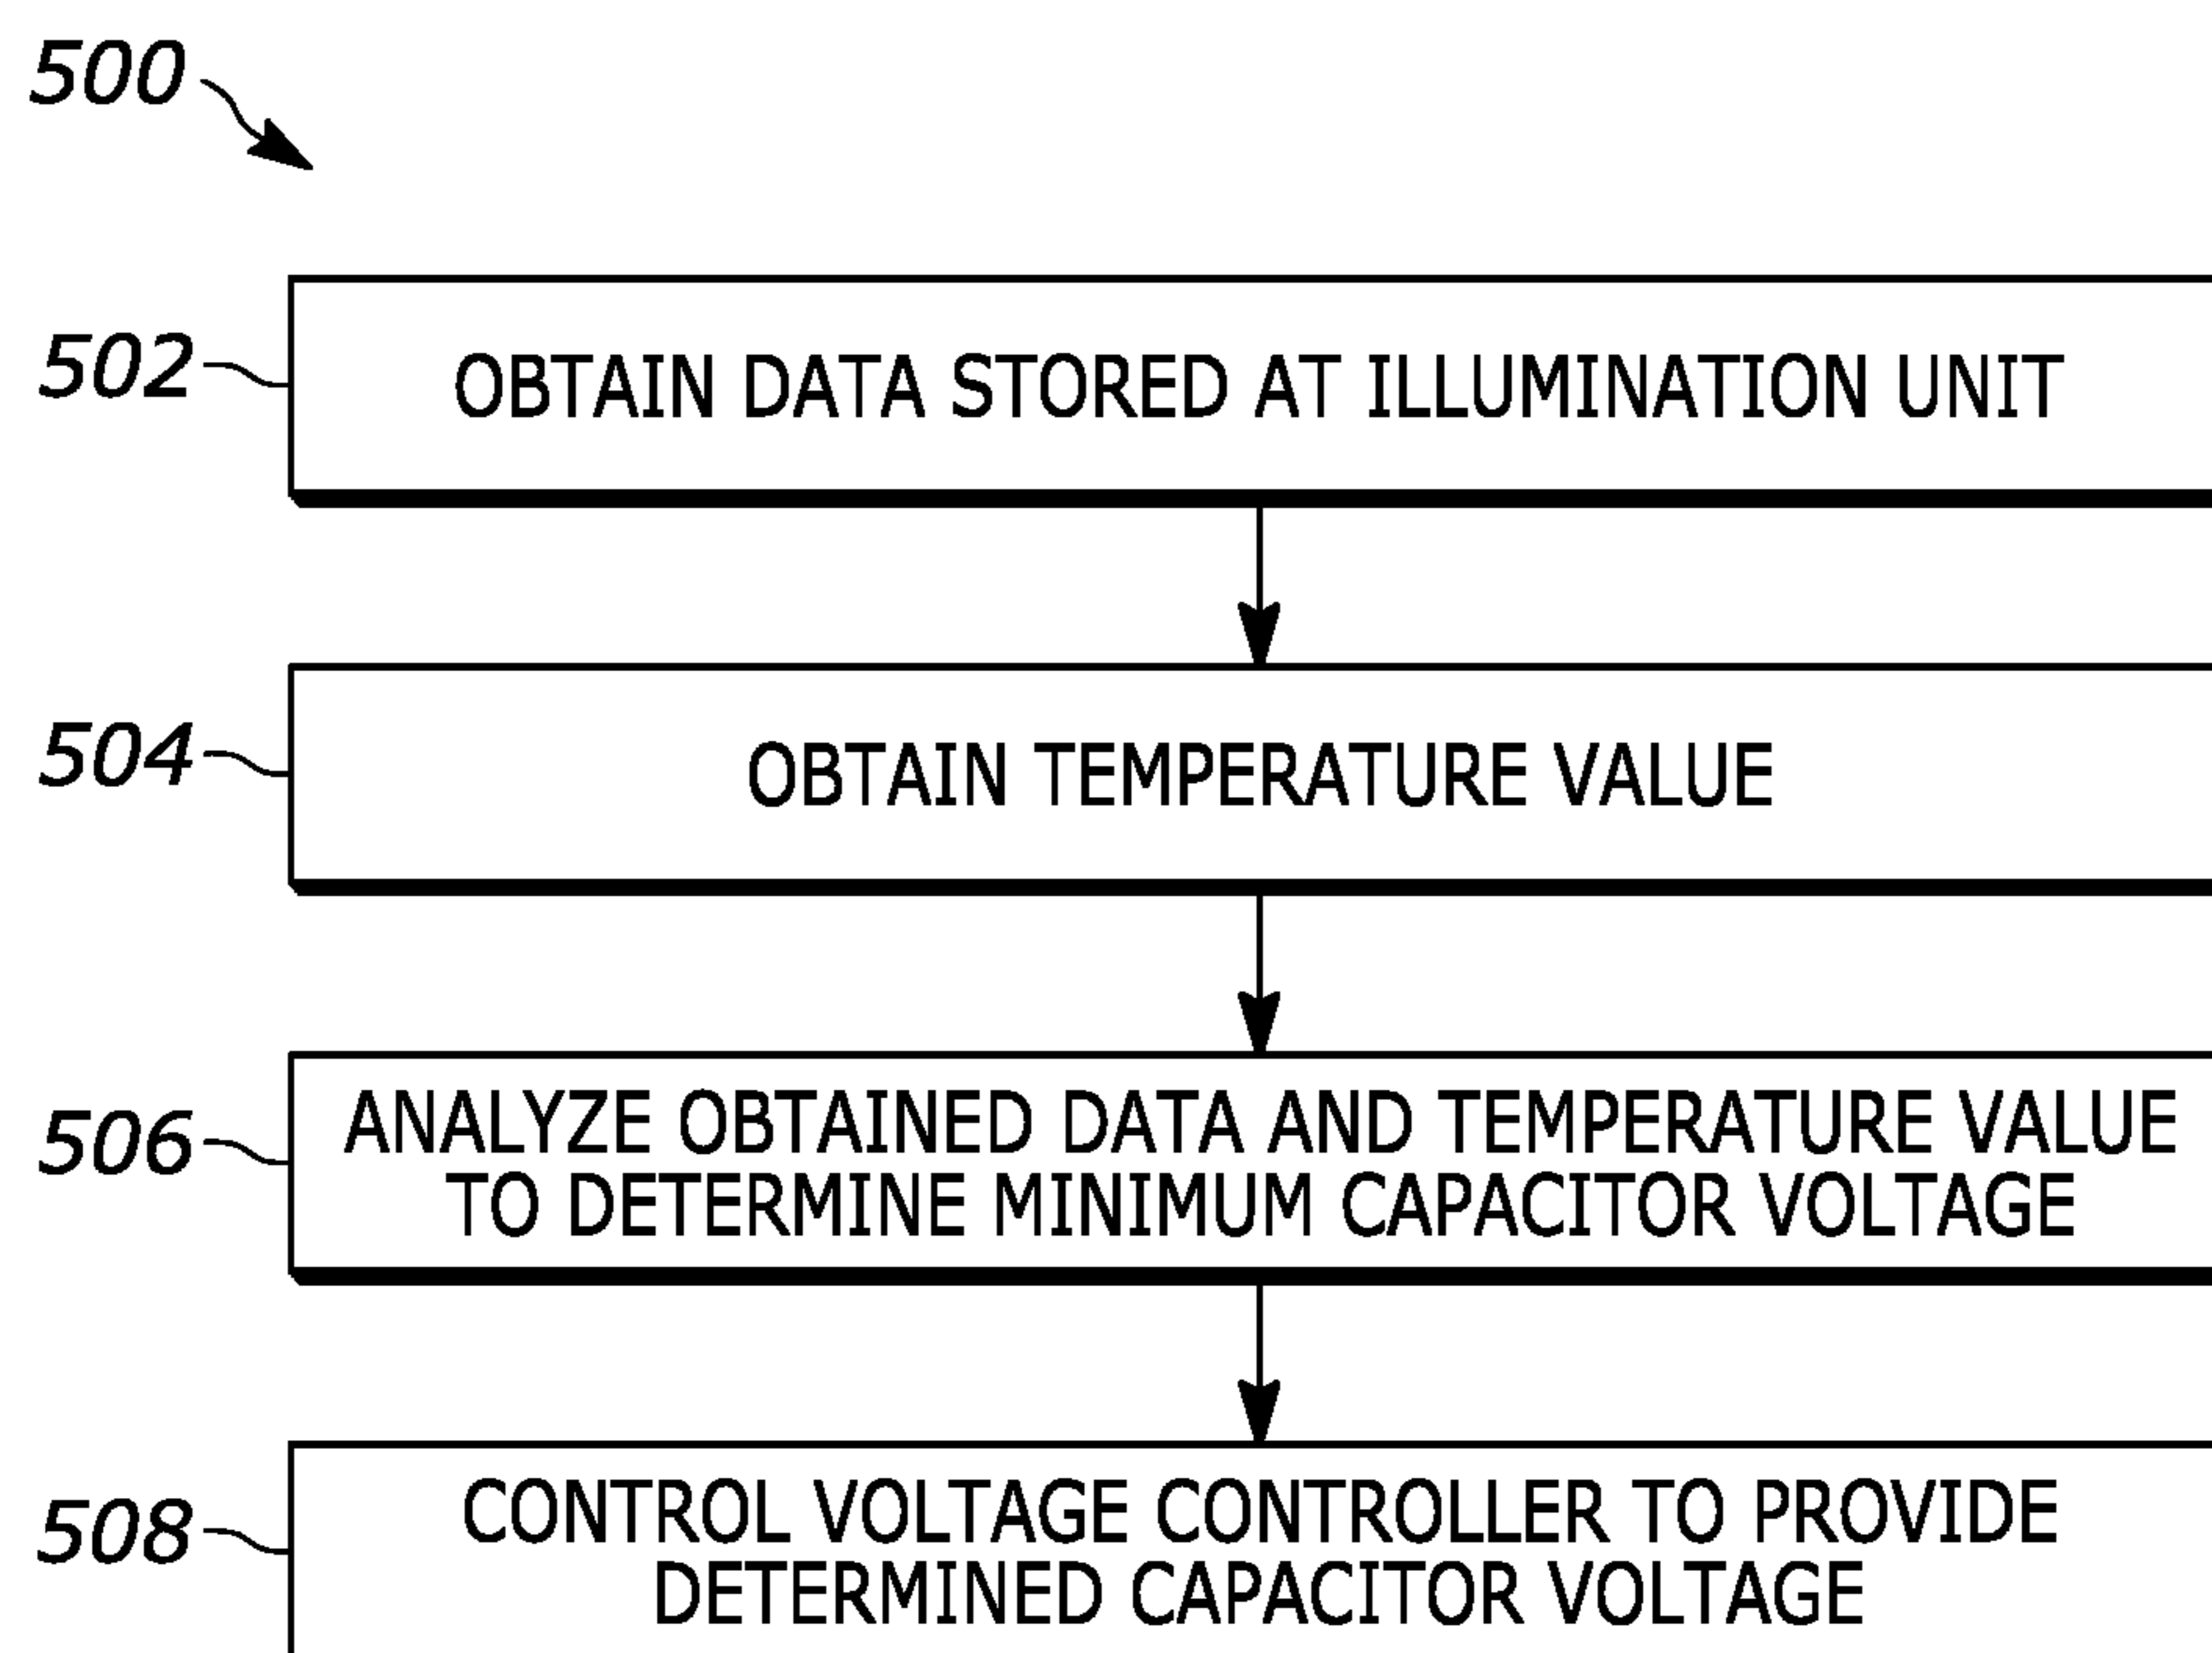 500
502
OBTAIN DATA STORED AT ILLUMINATION UNIT
504
OBTAIN TEMPERATURE VALUE
506
ANALYZE OBTAINED DATA AND TEMPERATURE VALUE
TO DETERMINE MINIMUM CAPACITOR VOLTAGE
508
CONTROL VOLTAGE CONTROLLER TO PROVIDE
DETERMINED CAPACITOR VOLTAGE